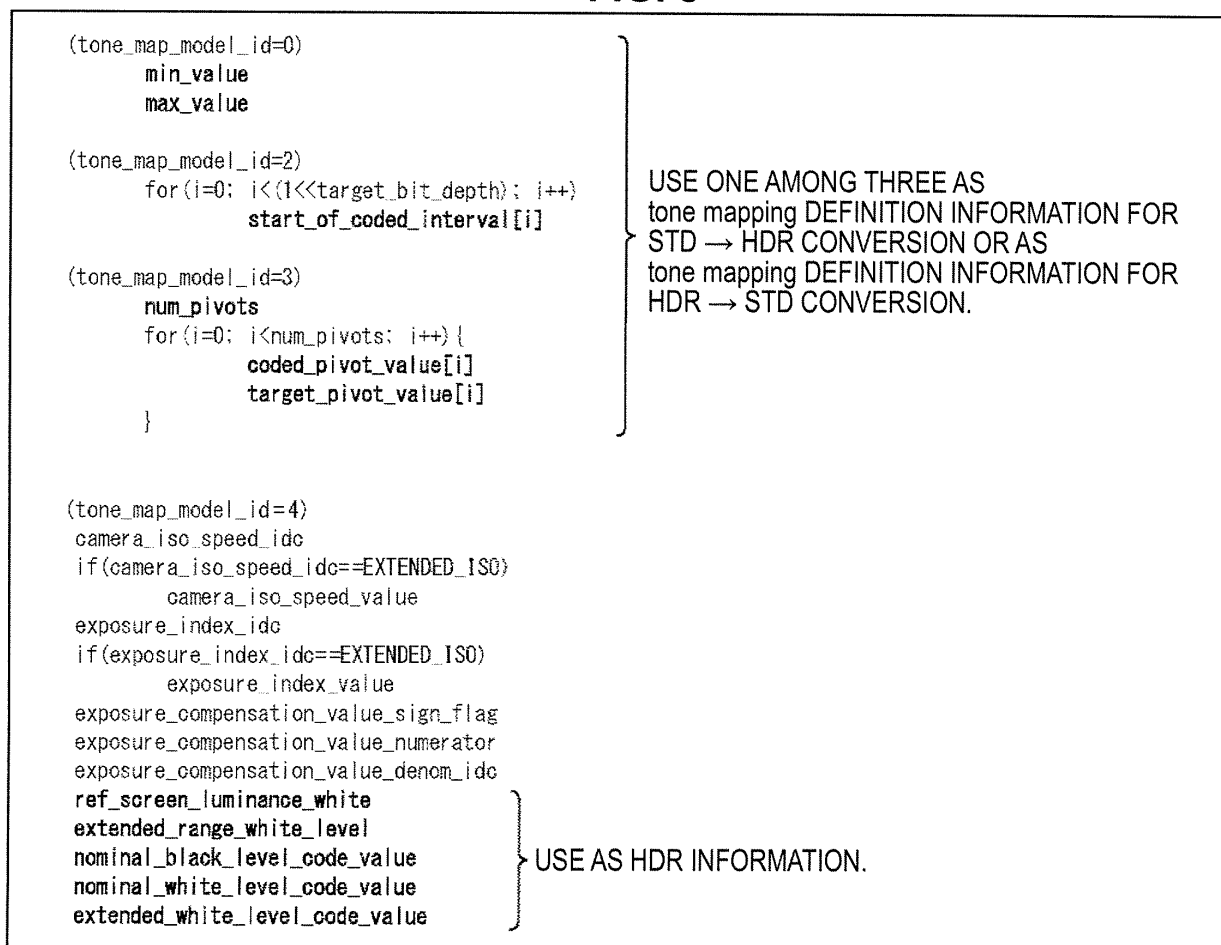 (tone_map_model_id=0)
min_value
max_value
(tone_map_model_id=2)
for(i=0; i<(1<<target_bit_depth); i++)
start_of_coded_interval[i]
(tone_map_model_id=3)
num_pivots
for(i=0; i<num_pivots; i++){
coded_pivot_value[i]
target_pivot_value[i]
}
USE ONE AMONG THREE AS
tone mapping DEFINITION INFORMATION FOR
STD → HDR CONVERSION OR AS
tone mapping DEFINITION INFORMATION FOR
HDR → STD CONVERSION.
(tone_map_model_id=4)
camera_iso_speed_idc
if(camera_iso_speed_idc==EXTENDED_ISO)
camera_iso_speed_value
exposure_index_idc
if(exposure_index_idc==EXTENDED_ISO)
exposure_index_value
exposure_compensation_value_sign_flag
exposure_compensation_value_numerator
exposure_compensation_value_denom_idc
ref_screen_luminance_white
extended_range_white_level
nominal_black_level_code_value
nominal_white_level_code_value
extended_white_level_code_value
USE AS HDR INFORMATION.